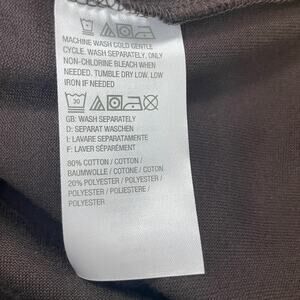 MACHINE WASH COLD GENTLE
CYCLE. WASH SEPARATELY, ONLY
NON-CHLORINE BLEACH WHEN
NEEDED. TUMBLE DRY LOW, LOW
IRON IF NEEDED
30
GB: WASH SEPARATELY
D: SEPARAT WASCHEN
I: LAVARE SEPARATAMENTE
F: LAVER SÉPARÉMENT
80% COTTON / COTTON /
BAUMWOLLE / COTONE / COTON
20% POLYESTER / POLYESTER /
POLYESTER / POLIESTERE /
POLYESTER